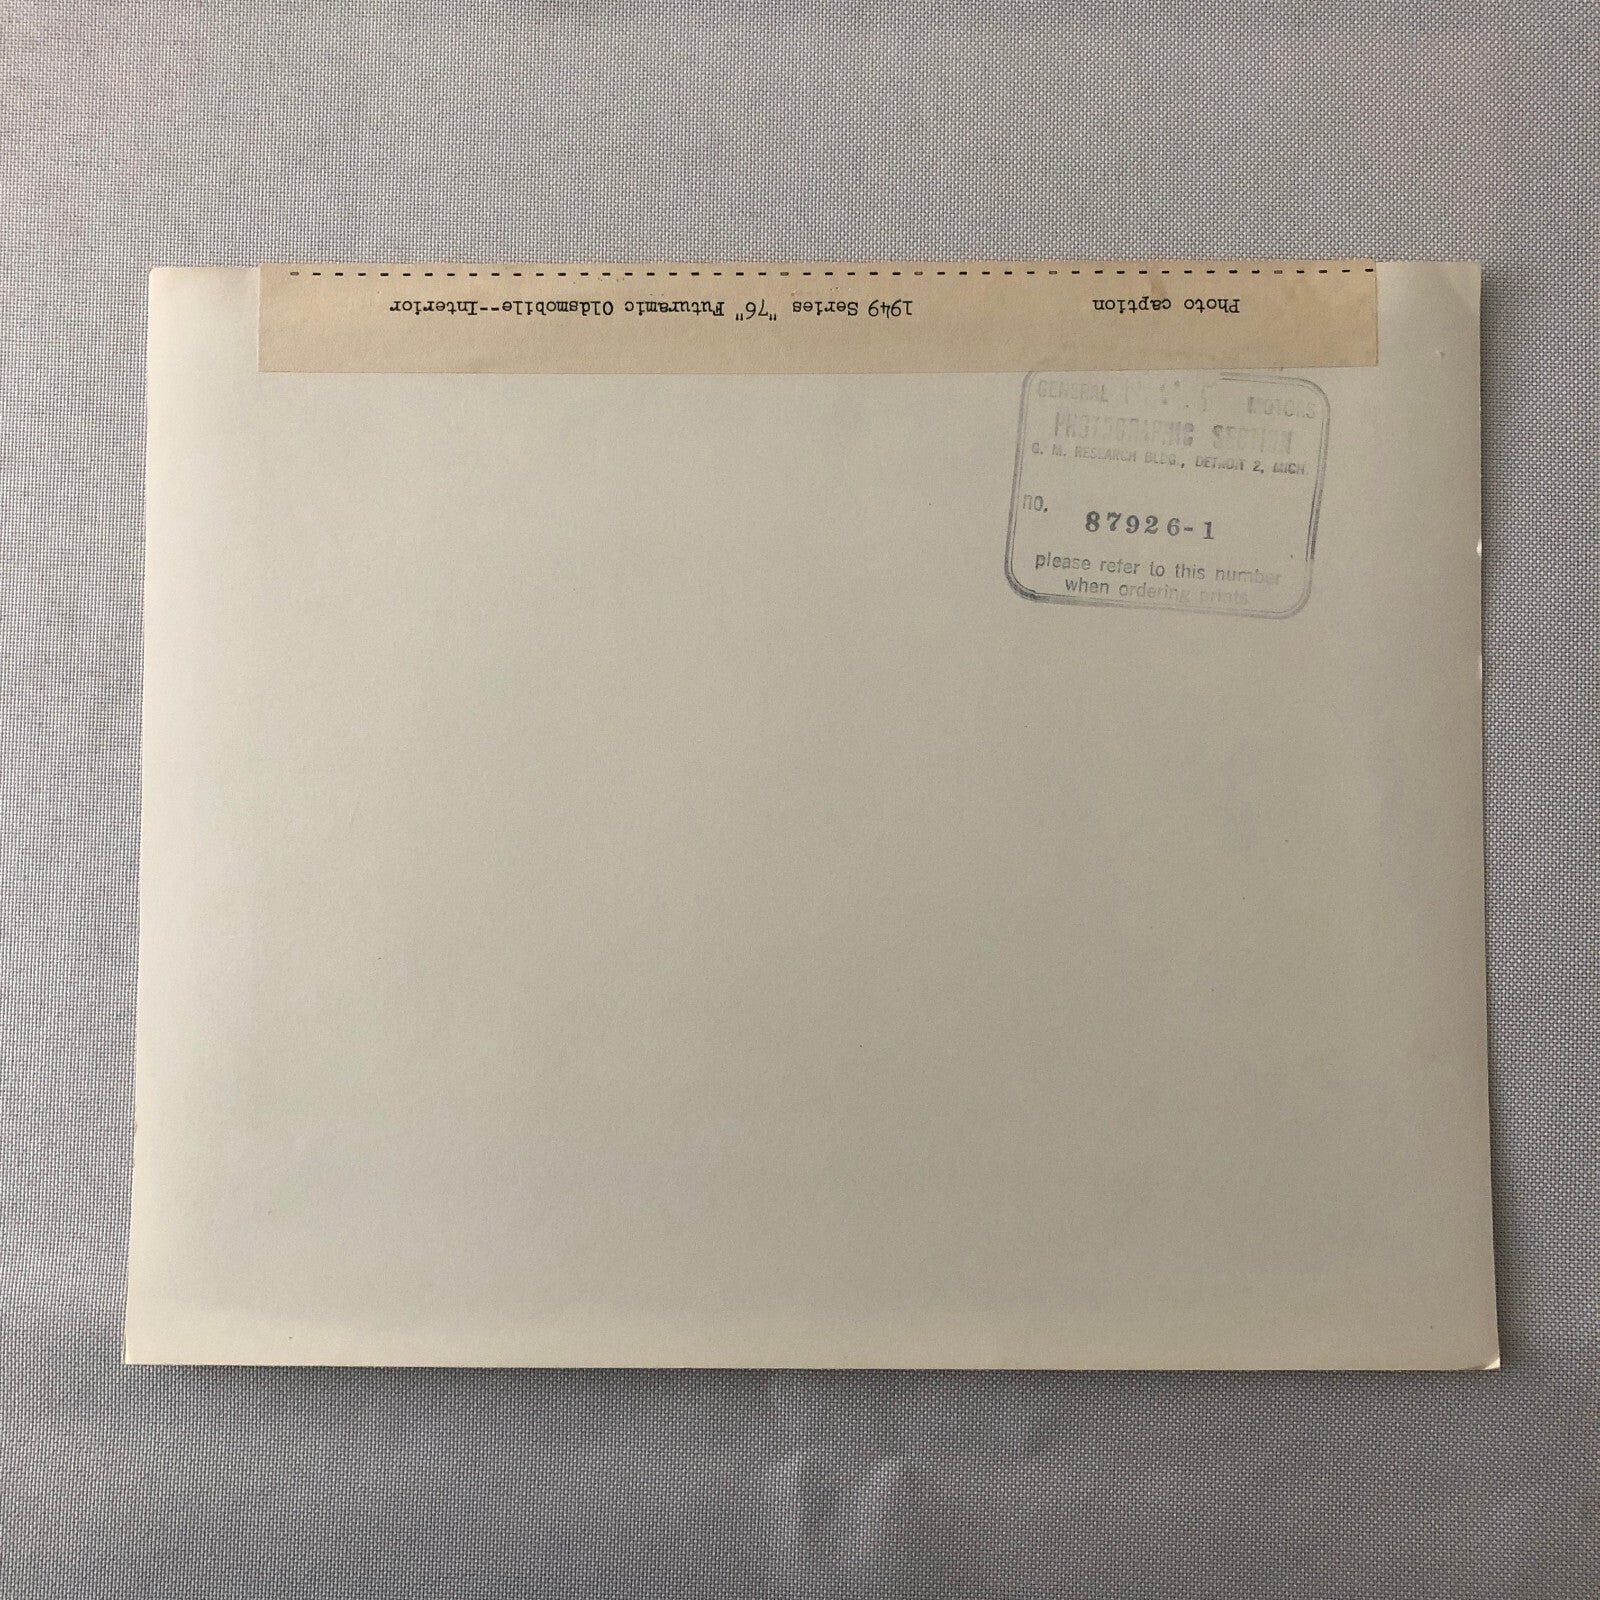 Photo caption 1949 Series "76" Futuramic Oldsmobile--Interior
GENERAL MOTORS
PHOTOGRAPHIC SECTION
G. M. RESEARCH BLDG., DETROIT 2, MICH.
no. 87926-1
please refer to this number
when ordering prints